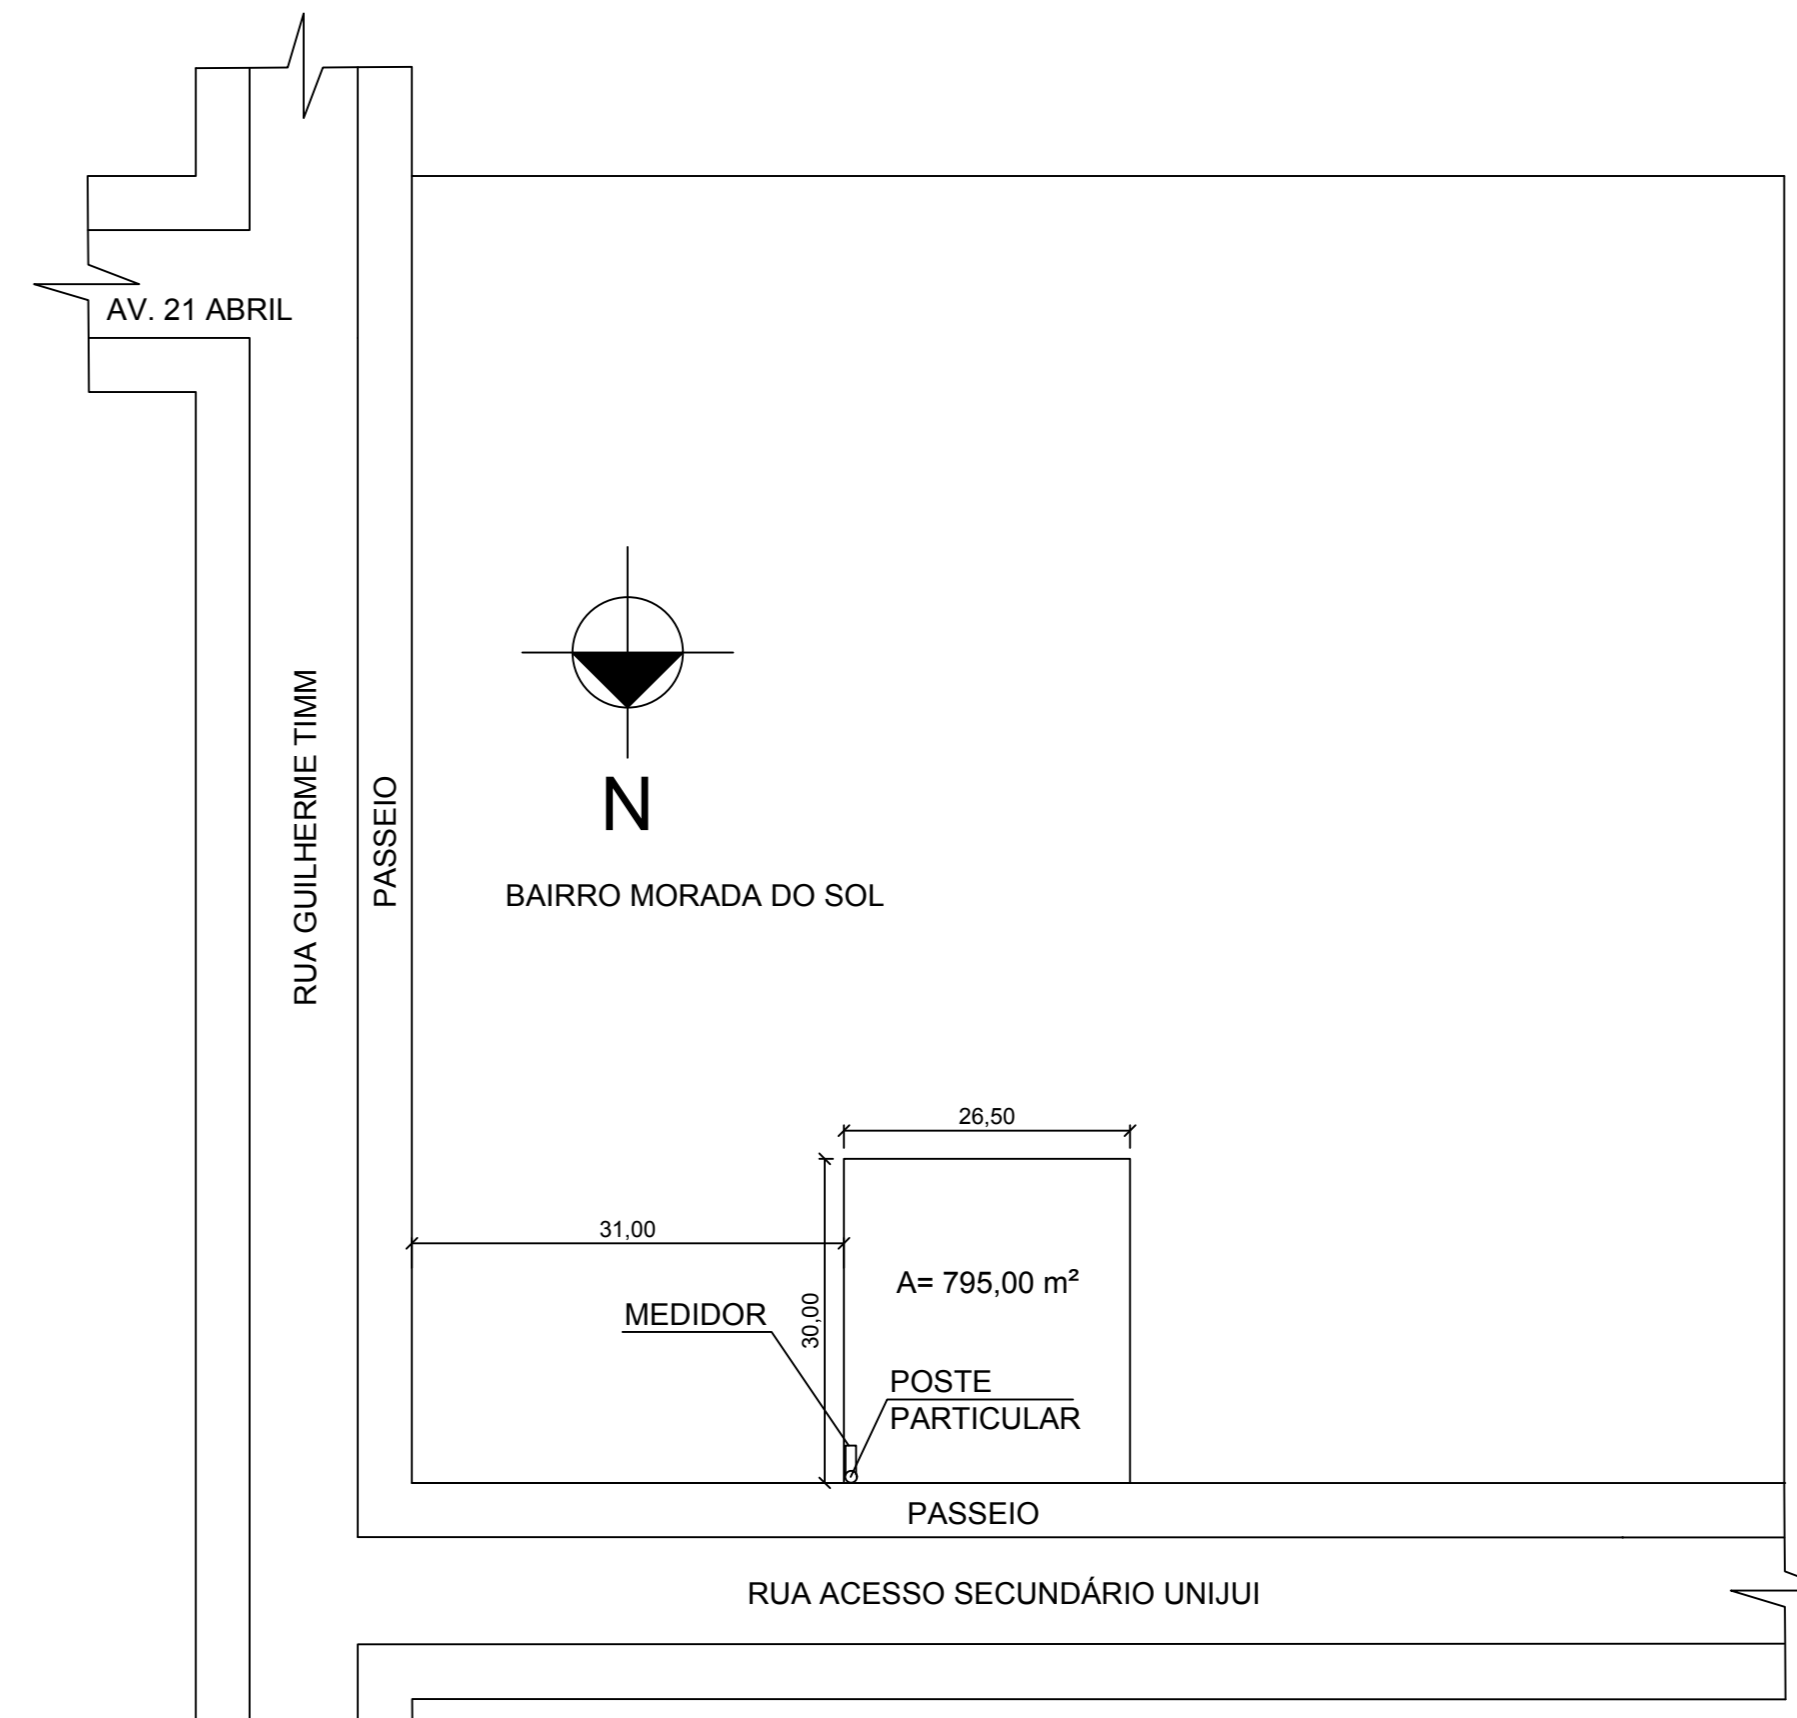 AV. 21 ABRIL
RUA GUILHERME TIMM
PASSEIO
N
BAIRRO MORADA DO SOL
26,50
31,00
30,00
A= 795,00 m²
MEDIDOR
POSTE
PARTICULAR
PASSEIO
RUA ACESSO SECUNDÁRIO UNIJUI